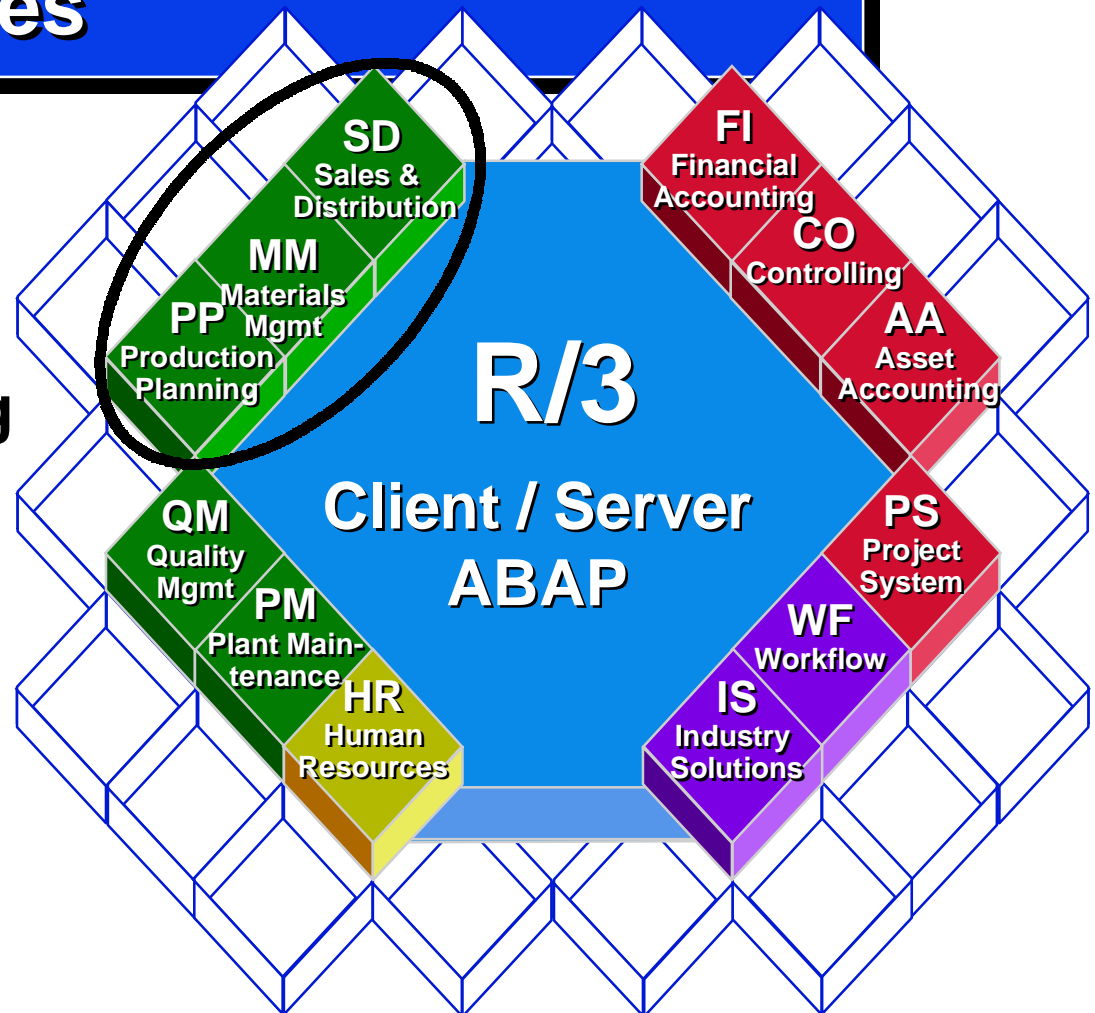 es
SD
Sales &
Distribution
MM
Materials
Mgmt
PP
Production
Planning
g
FI
Financial
Accounting
CO
Controlling
AA
Asset
Accounting
R/3
Client / Server
ABAP
QM
Quality
Mgmt
PM
Plant Main-
tenance
HR
Human
Resources
PS
Project
System
WF
Workflow
IS
Industry
Solutions